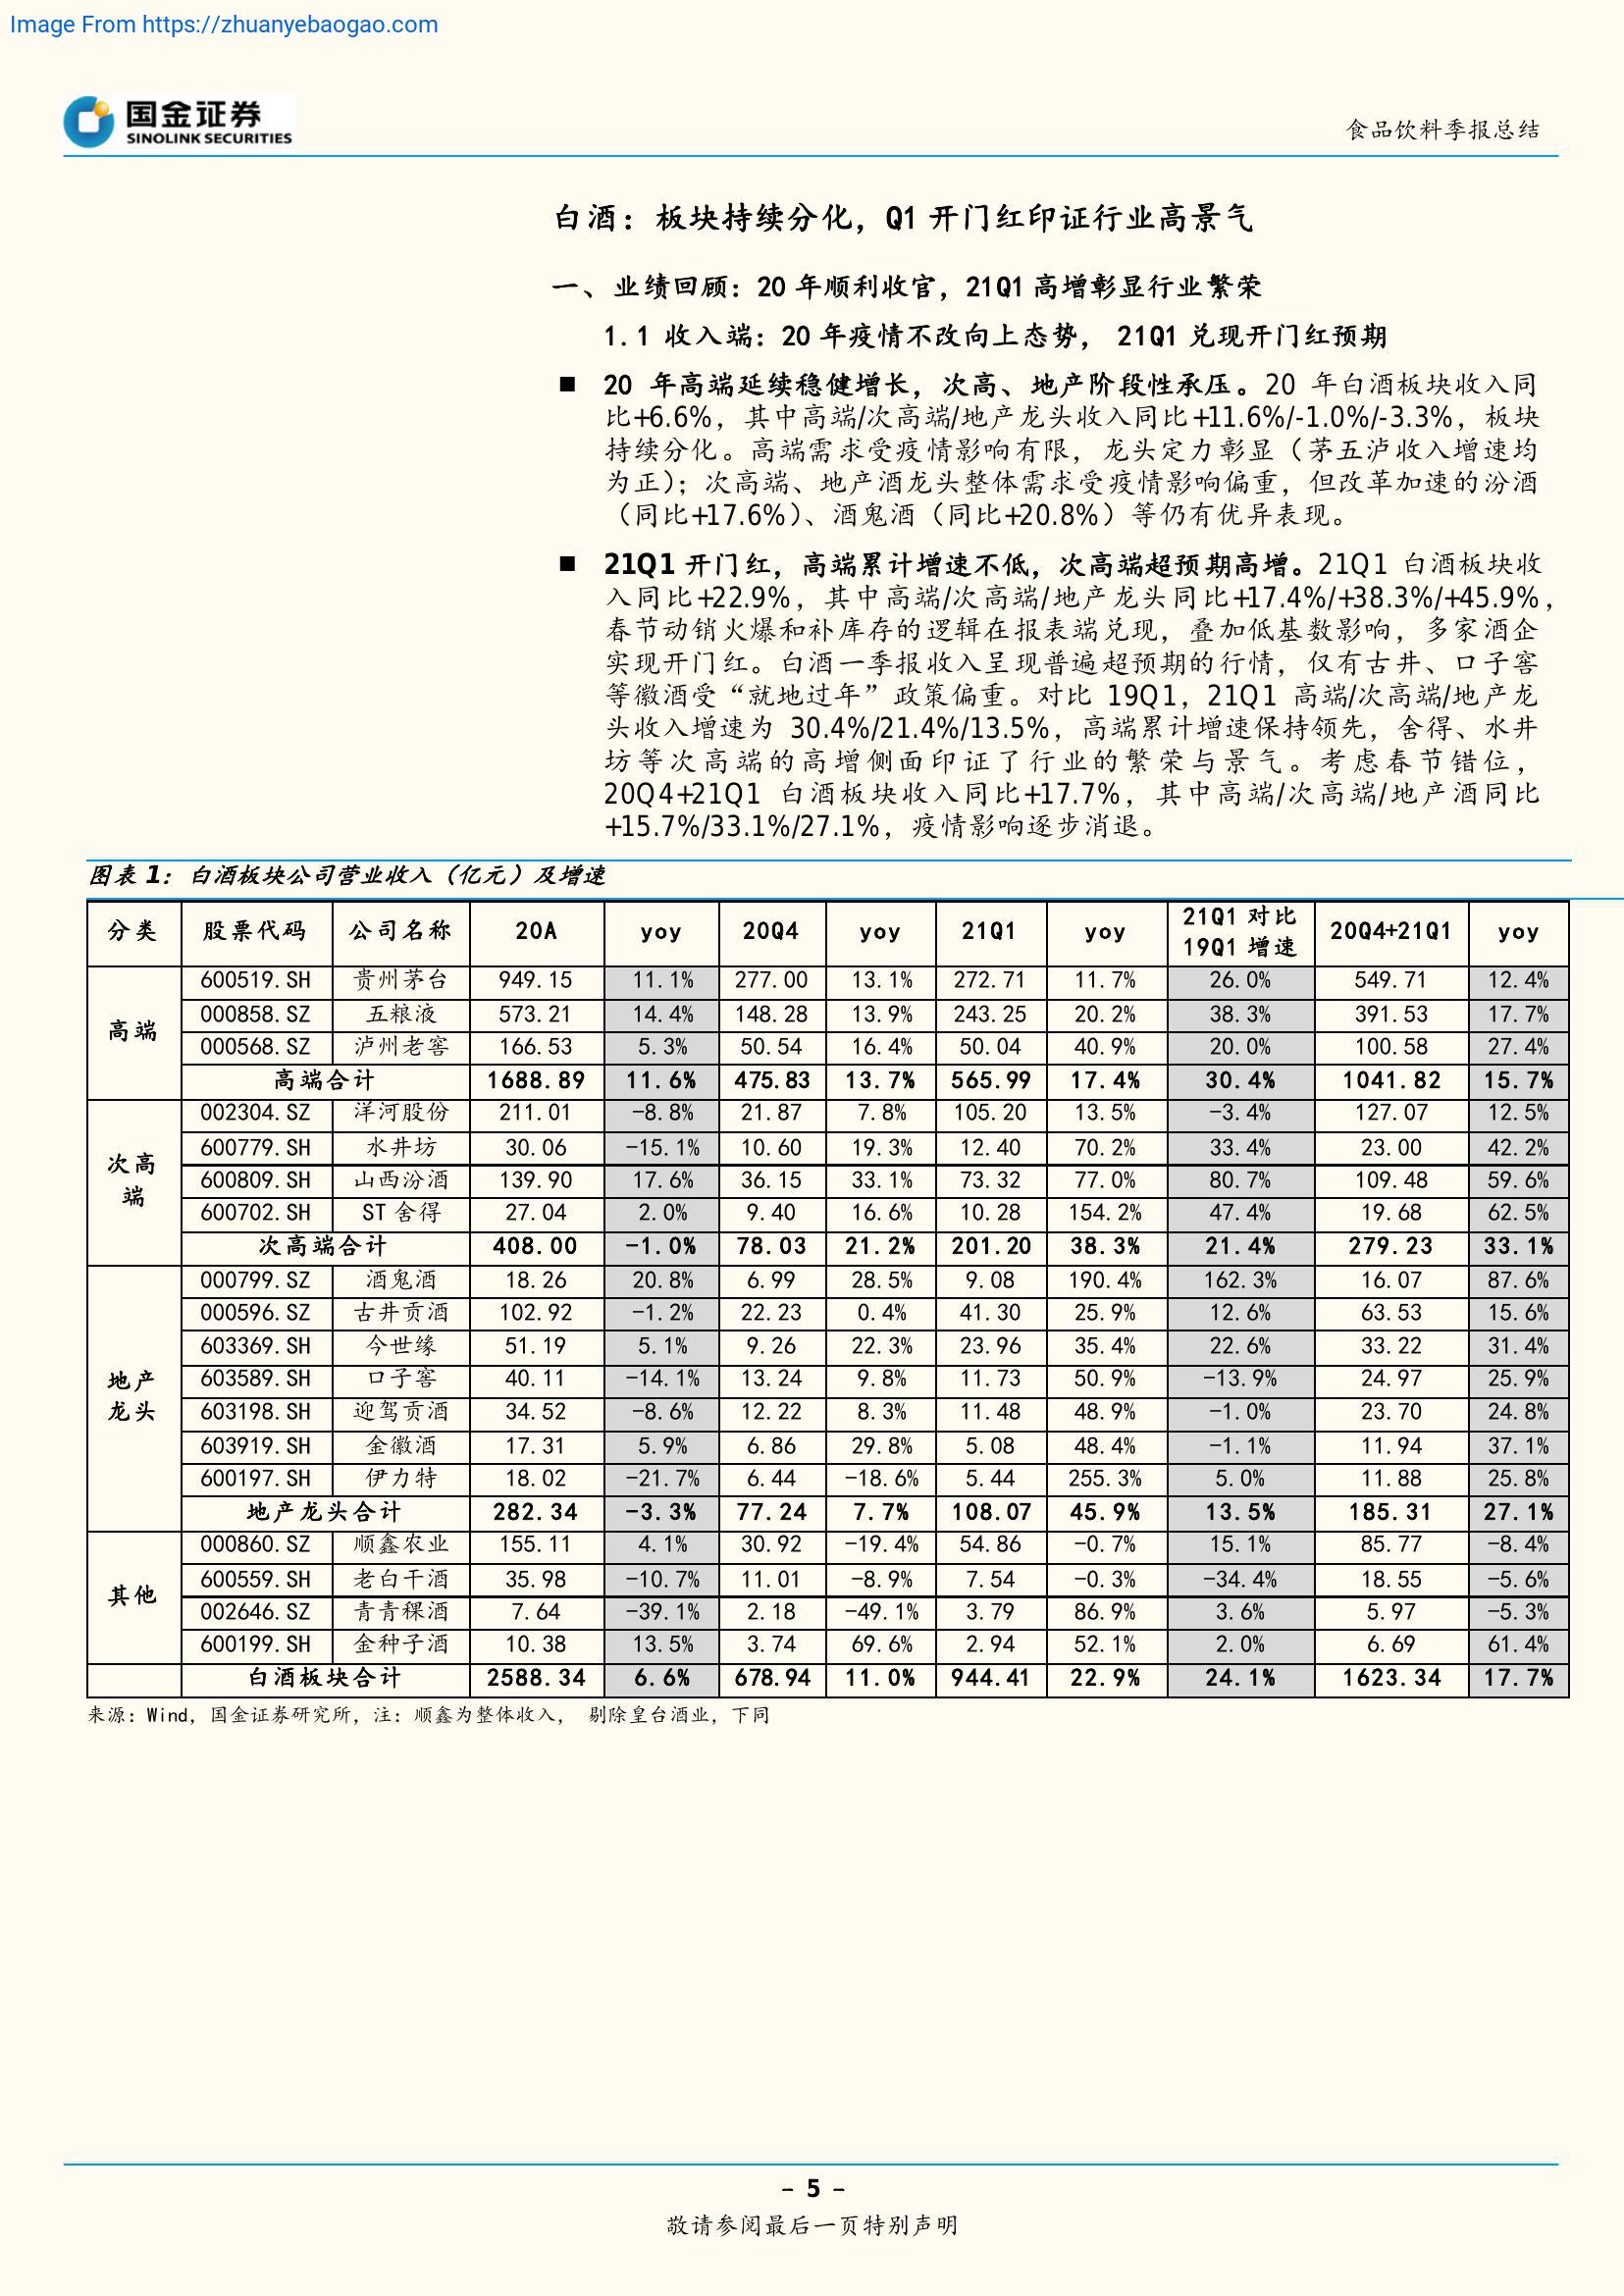 Image From https://zhuanyebaogao.com
国金证券
SINOLINK SECURITIES
食品饮料季报总结
白酒：板块持续分化，Q1 开门红印证行业高景气
一、业绩回顾：20 年顺利收官，21Q1 高增彰显行业繁荣
1.1 收入端：20 年疫情不改向上态势， 21Q1 兑现开门红预期
■ 20 年高端延续稳健增长，次高、地产阶段性承压。20 年白酒板块收入同
比+6.6%，其中高端/次高端/地产龙头收入同比+11.6%/-1.0%/-3.3%，板块
持续分化。高端需求受疫情影响有限，龙头定力彰显（茅五泸收入增速均
为正）；次高端、地产酒龙头整体需求受疫情影响偏重，但改革加速的汾酒
（同比+17.6%）、酒鬼酒（同比+20.8%）等仍有优异表现。
■ 21Q1 开门红，高端累计增速不低，次高端超预期高增。21Q1 白酒板块收
入同比+22.9%，其中高端/次高端/地产龙头同比+17.4%/+38.3%/+45.9%，
春节动销火爆和补库存的逻辑在报表端兑现，叠加低基数影响，多家酒企
实现开门红。白酒一季报收入呈现普遍超预期的行情，仅有古井、口子窖
等徽酒受“就地过年”政策偏重。对比 19Q1，21Q1 高端/次高端/地产龙
头收入增速为 30.4%/21.4%/13.5%，高端累计增速保持领先，舍得、水井
坊等次高端的高增侧面印证了行业的繁荣与景气。考虑春节错位，
20Q4+21Q1 白酒板块收入同比+17.7%，其中高端/次高端/地产酒同比
+15.7%/33.1%/27.1%，疫情影响逐步消退。
图表 1：白酒板块公司营业收入（亿元）及增速
分类 股票代码 公司名称 20A yoy 20Q4 yoy 21Q1 yoy 21Q1 对比 19Q1 增速 20Q4+21Q1 yoy
高端
600519.SH 贵州茅台 949.15 11.1% 277.00 13.1% 272.71 11.7% 26.0% 549.71 12.4%
000858.SZ 五粮液 573.21 14.4% 148.28 13.9% 243.25 20.2% 38.3% 391.53 17.7%
000568.SZ 泸州老窖 166.53 5.3% 50.54 16.4% 50.04 40.9% 20.0% 100.58 27.4%
高端合计 1688.89 11.6% 475.83 13.7% 565.99 17.4% 30.4% 1041.82 15.7%
次高端
002304.SZ 洋河股份 211.01 -8.8% 21.87 7.8% 105.20 13.5% -3.4% 127.07 12.5%
600779.SH 水井坊 30.06 -15.1% 10.60 19.3% 12.40 70.2% 33.4% 23.00 42.2%
600809.SH 山西汾酒 139.90 17.6% 36.15 33.1% 73.32 77.0% 80.7% 109.48 59.6%
600702.SH ST 舍得 27.04 2.0% 9.40 16.6% 10.28 154.2% 47.4% 19.68 62.5%
次高端合计 408.00 -1.0% 78.03 21.2% 201.20 38.3% 21.4% 279.23 33.1%
地产龙头
000799.SZ 酒鬼酒 18.26 20.8% 6.99 28.5% 9.08 190.4% 162.3% 16.07 87.6%
000596.SZ 古井贡酒 102.92 -1.2% 22.23 0.4% 41.30 25.9% 12.6% 63.53 15.6%
603369.SH 今世缘 51.19 5.1% 9.26 22.3% 23.96 35.4% 22.6% 33.22 31.4%
603589.SH 口子窖 40.11 -14.1% 13.24 9.8% 11.73 50.9% -13.9% 24.97 25.9%
603198.SH 迎驾贡酒 34.52 -8.6% 12.22 8.3% 11.48 48.9% -1.0% 23.70 24.8%
603919.SH 金徽酒 17.31 5.9% 6.86 29.8% 5.08 48.4% -1.1% 11.94 37.1%
600197.SH 伊力特 18.02 -21.7% 6.44 -18.6% 5.44 255.3% 5.0% 11.88 25.8%
地产龙头合计 282.34 -3.3% 77.24 7.7% 108.07 45.9% 13.5% 185.31 27.1%
其他
000860.SZ 顺鑫农业 155.11 4.1% 30.92 -19.4% 54.86 -0.7% 15.1% 85.77 -8.4%
600559.SH 老白干酒 35.98 -10.7% 11.01 -8.9% 7.54 -0.3% -34.4% 18.55 -5.6%
002646.SZ 青青稞酒 7.64 -39.1% 2.18 -49.1% 3.79 86.9% 3.6% 5.97 -5.3%
600199.SH 金种子酒 10.38 13.5% 3.74 69.6% 2.94 52.1% 2.0% 6.69 61.4%
白酒板块合计 2588.34 6.6% 678.94 11.0% 944.41 22.9% 24.1% 1623.34 17.7%
来源：Wind，国金证券研究所，注：顺鑫为整体收入， 剔除皇台酒业，下同
- 5 -
敬请参阅最后一页特别声明